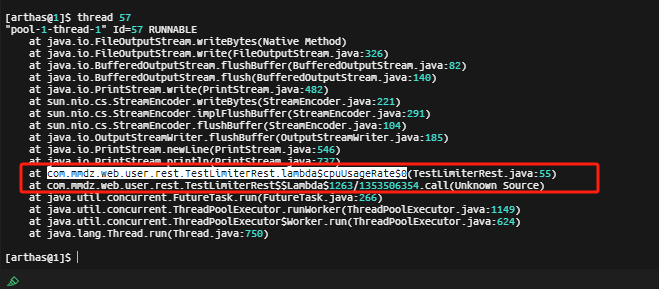 [arthas@1]$ thread 57
"pool-1-thread-1" Id=57 RUNNABLE
at java.io.FileOutputStream.writeBytes(Native Method)
at java.io.FileOutputStream.write(FileOutputStream.java:326)
at java.io.BufferedOutputStream.flushBuffer(BufferedOutputStream.java:82)
at java.io.BufferedOutputStream.flush(BufferedOutputStream.java:140)
at java.io.PrintStream.write(PrintStream.java:482)
at sun.nio.cs.StreamEncoder.writeBytes(StreamEncoder.java:221)
at sun.nio.cs.StreamEncoder.implFlushBuffer(StreamEncoder.java:291)
at sun.nio.cs.StreamEncoder.flushBuffer(StreamEncoder.java:104)
at java.io.OutputStreamWriter.flushBuffer(OutputStreamWriter.java:185)
at java.io.PrintStream.newLine(PrintStream.java:546)
at java.io.PrintStream.println(PrintStream.java:737)
at com.mmdz.web.user.rest.TestLimiterRest.lambda$cpuUsageRate$0(TestLimiterRest.java:55)
at com.mmdz.web.user.rest.TestLimiterRest$$Lambda$1263/1353506354.call(Unknown Source)
at java.util.concurrent.FutureTask.run(FutureTask.java:266)
at java.util.concurrent.ThreadPoolExecutor.runWorker(ThreadPoolExecutor.java:1149)
at java.util.concurrent.ThreadPoolExecutor$Worker.run(ThreadPoolExecutor.java:624)
at java.lang.Thread.run(Thread.java:750)
[arthas@1]$